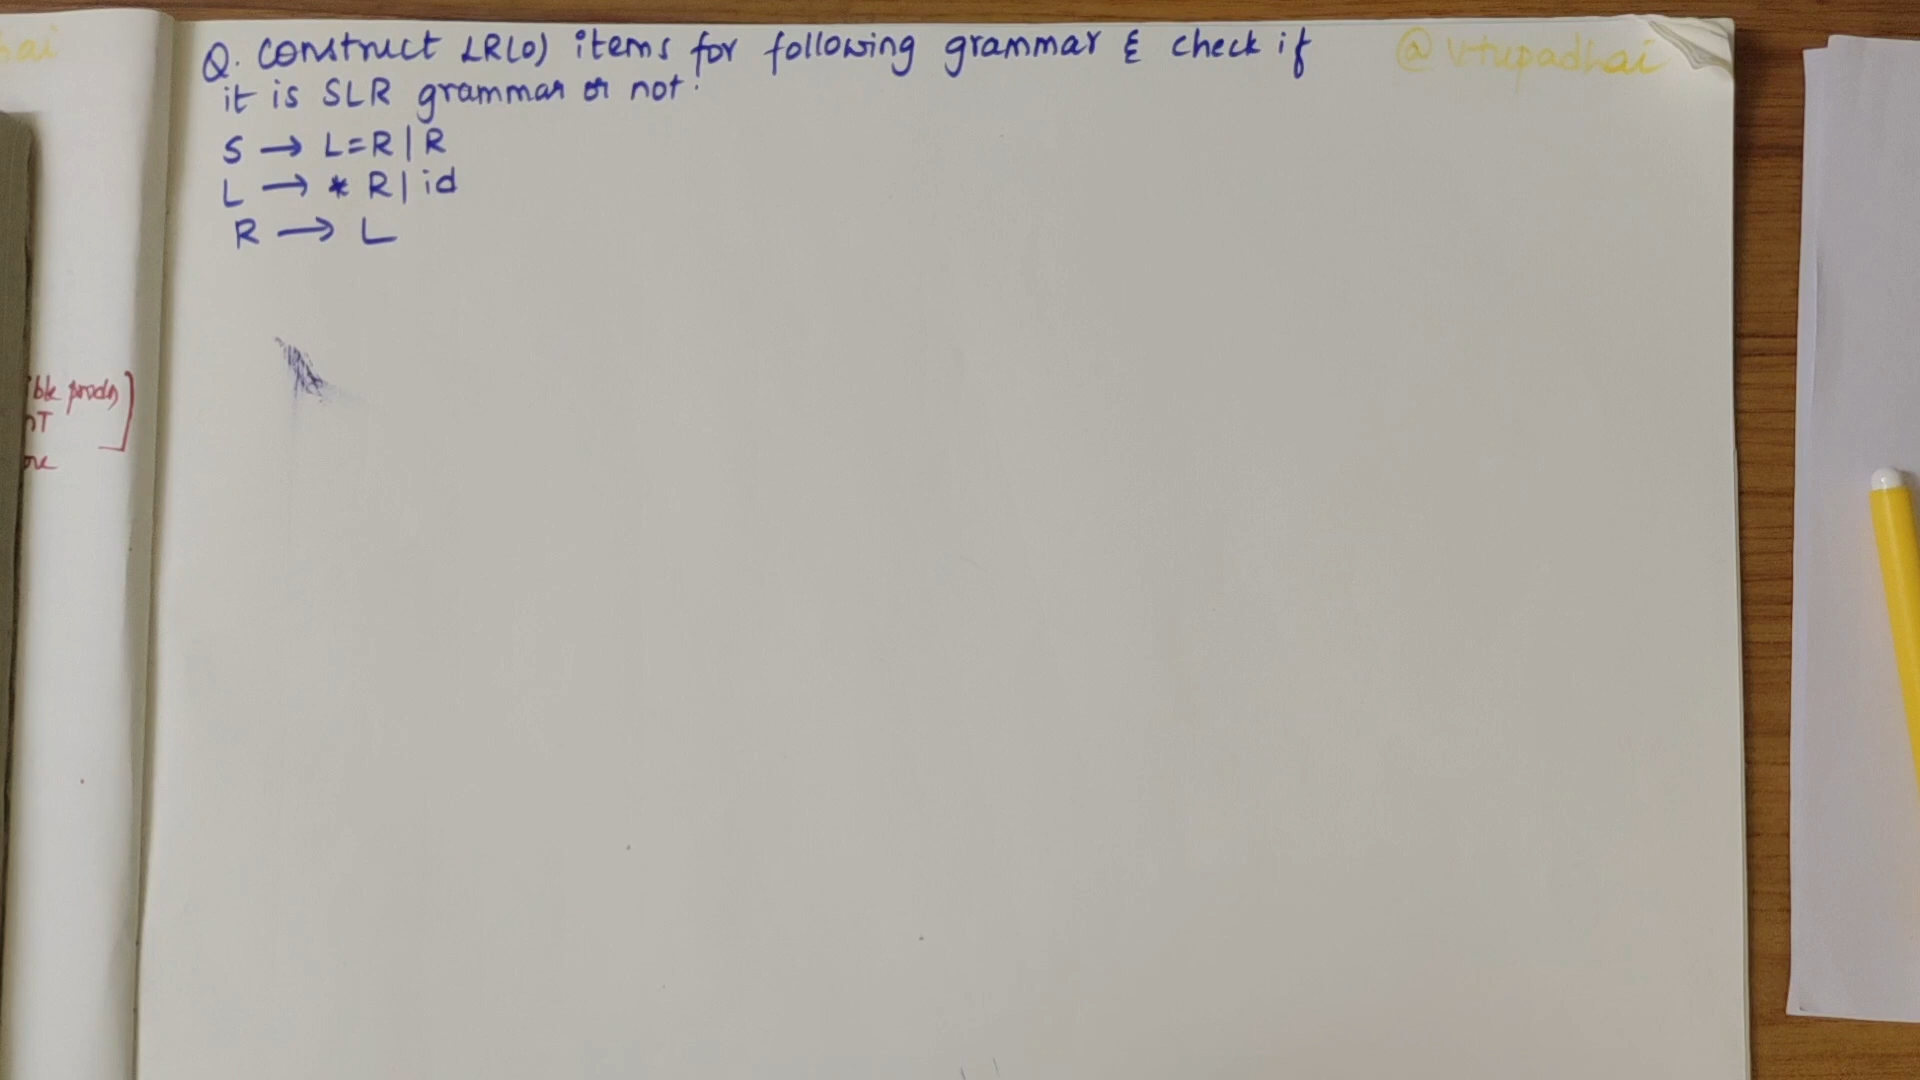 Q. Construct LR(0) items for following grammar & check if
it is SLR grammar or not.
S → L=R | R
L → * R | id
R → L
@vtupadhai